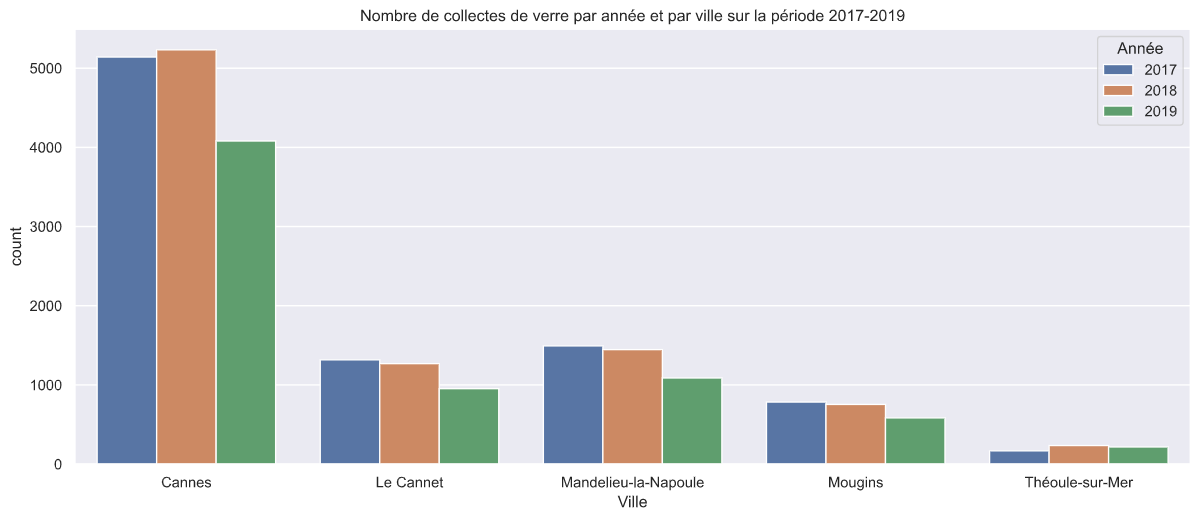 Nombre de collectes de verre par année et par ville sur la période 2017-2019
Année
2017
2018
2019
count
5000
4000
3000
2000
1000
0
Cannes
Le Cannet
Mandelieu-la-Napoule
Mougins
Théoule-sur-Mer
Ville